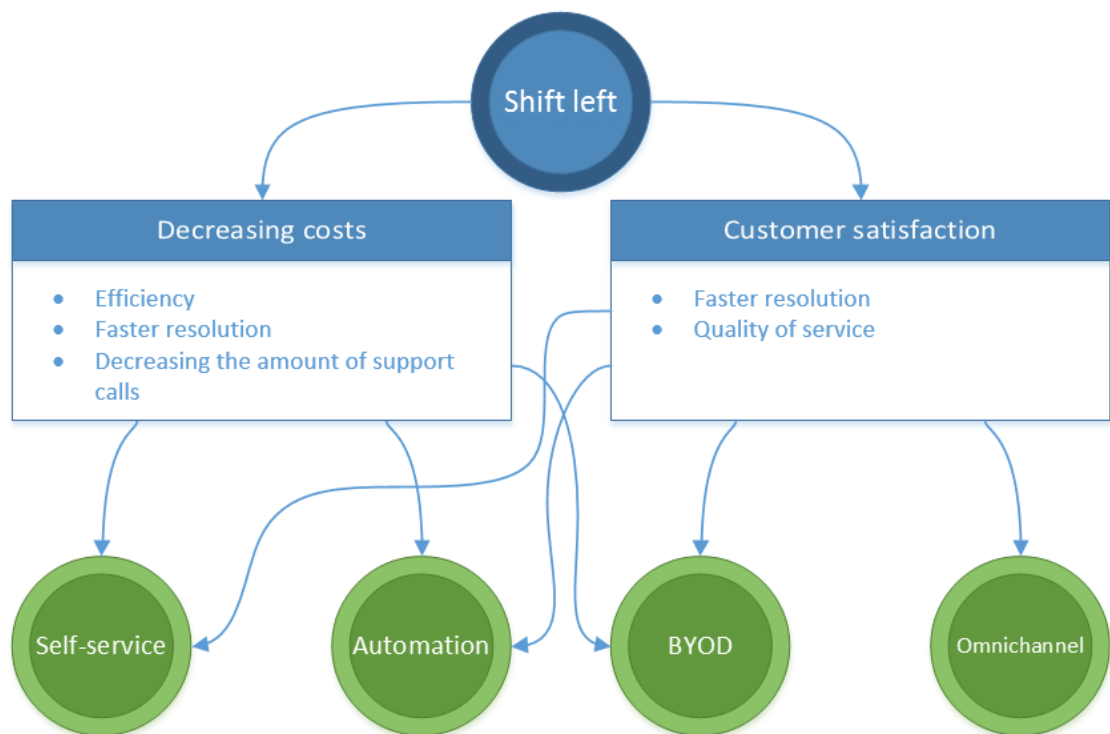 Shift left
Decreasing costs
• Efficiency
• Faster resolution
• Decreasing the amount of support
calls
Customer satisfaction
• Faster resolution
• Quality of service
Self-service
Automation
BYOD
Omnichannel